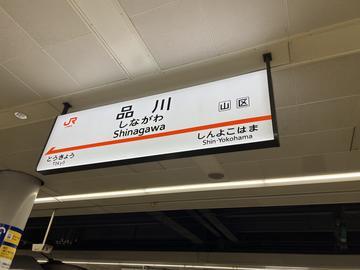 JR
品川
しながわ
Shinagawa
山 区
とうきょう
Tōkyō
しんよこはま
Shin-Yokohama